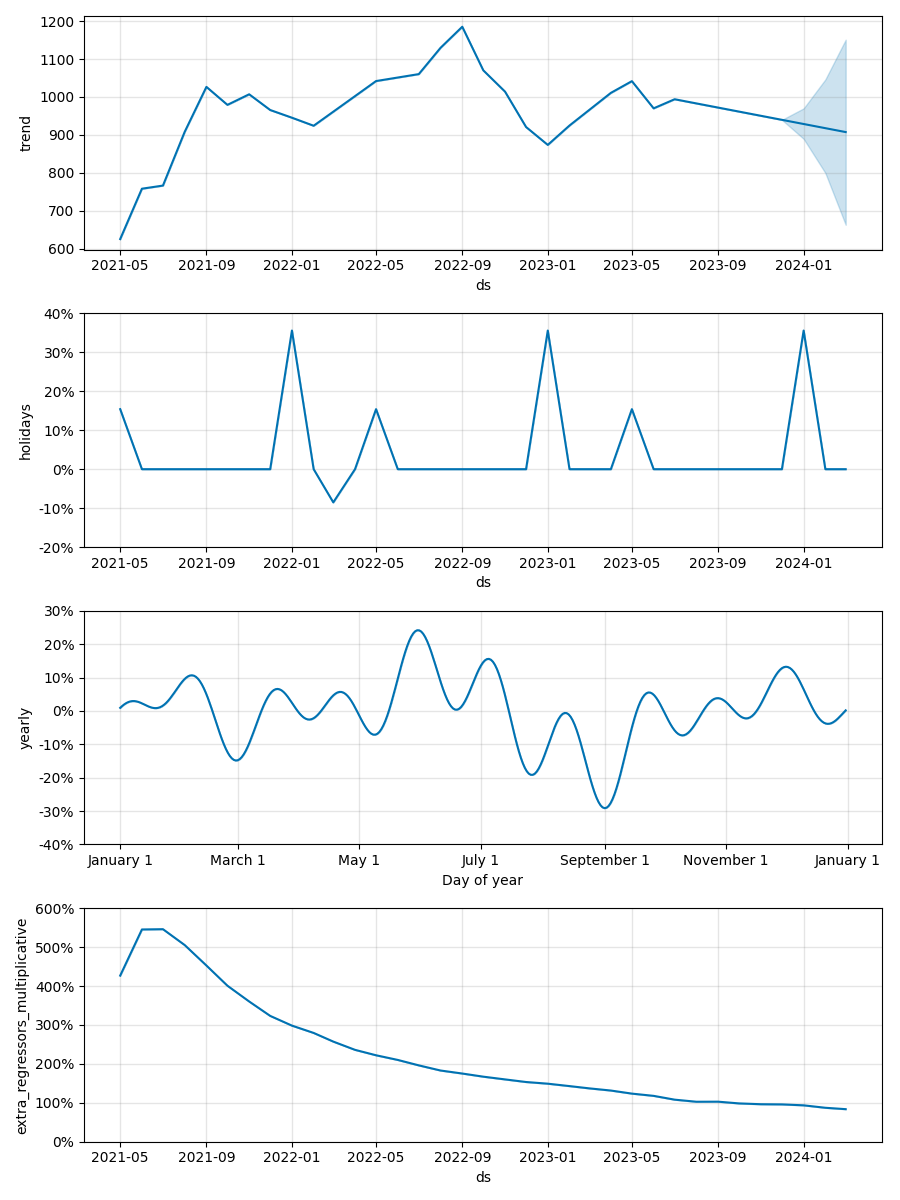 1200
1100
1000
900
800
700
600
trend
2021-05 2021-09 2022-01 2022-05 2022-09 2023-01 2023-05 2023-09 2024-01
ds
40%
30%
20%
10%
0%
-10%
-20%
holidays
2021-05 2021-09 2022-01 2022-05 2022-09 2023-01 2023-05 2023-09 2024-01
ds
30%
20%
10%
0%
-10%
-20%
-30%
-40%
yearly
January 1 March 1 May 1 July 1 September 1 November 1 January 1
Day of year
600%
500%
400%
300%
200%
100%
0%
extra_regressors_multiplicative
2021-05 2021-09 2022-01 2022-05 2022-09 2023-01 2023-05 2023-09 2024-01
ds